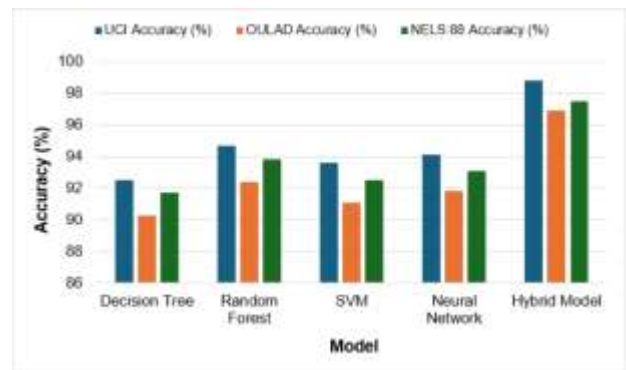 UCI Accuracy (%) OULAD Accuracy (%) NELS:88 Accuracy (%)
100
98
96
94
92
90
88
86
Accuracy (%)
Decision Tree Random Forest SVM Neural Network Hybrid Model
Model